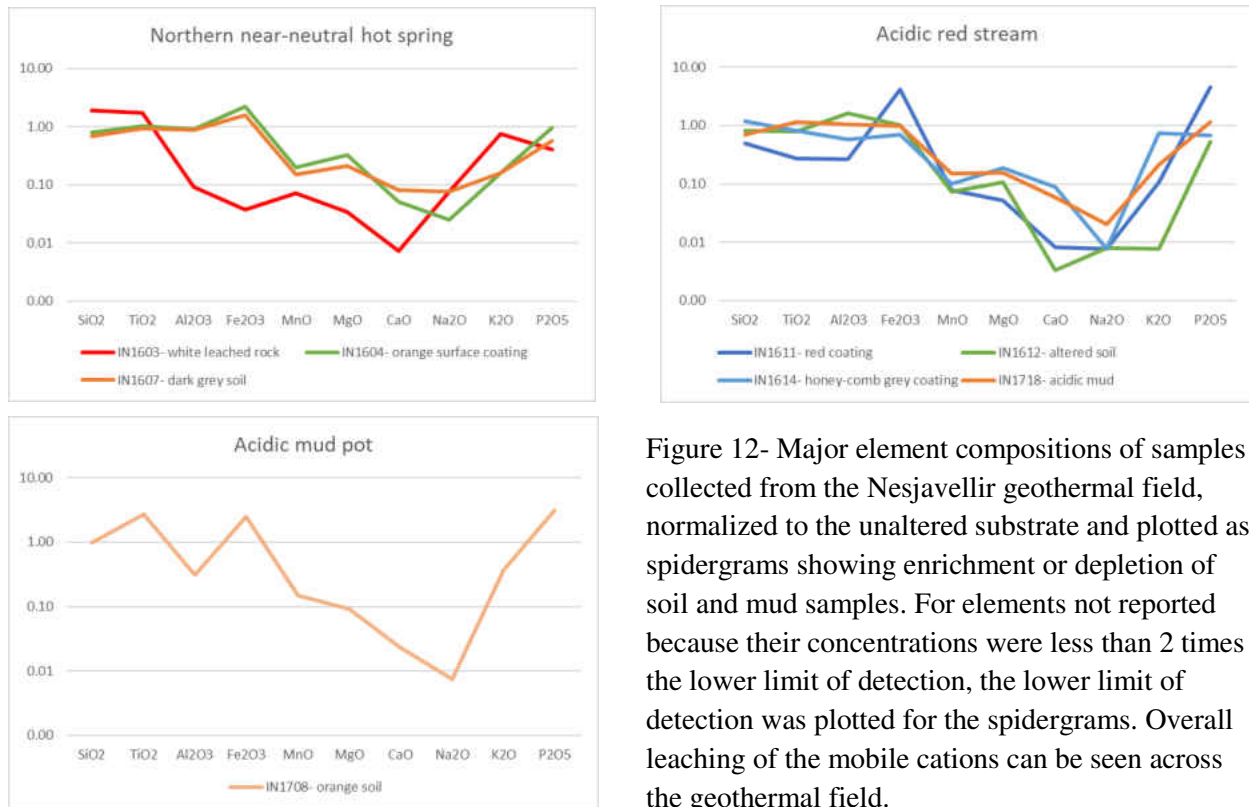 Northern near-neutral hot spring
10.00
1.00
0.10
0.01
0.00
SiO2 TiO2 Al2O3 Fe2O3 MnO MgO CaO Na2O K2O P2O5
IN1603- white leached rock IN1604- orange surface coating
IN1607- dark grey soil
Acidic red stream
10.00
1.00
0.10
0.01
0.00
SiO2 TiO2 Al2O3 Fe2O3 MnO MgO CaO Na2O K2O P2O5
IN1611- red coating IN1612- altered soil
IN1614- honey-comb grey coating IN1718- acidic mud
Acidic mud pot
10.00
1.00
0.10
0.01
0.00
SiO2 TiO2 Al2O3 Fe2O3 MnO MgO CaO Na2O K2O P2O5
IN1708- orange soil
Figure 12- Major element compositions of samples
collected from the Nesjavellir geothermal field,
normalized to the unaltered substrate and plotted as
spidergrams showing enrichment or depletion of
soil and mud samples. For elements not reported
because their concentrations were less than 2 times
the lower limit of detection, the lower limit of
detection was plotted for the spidergrams. Overall
leaching of the mobile cations can be seen across
the geothermal field.